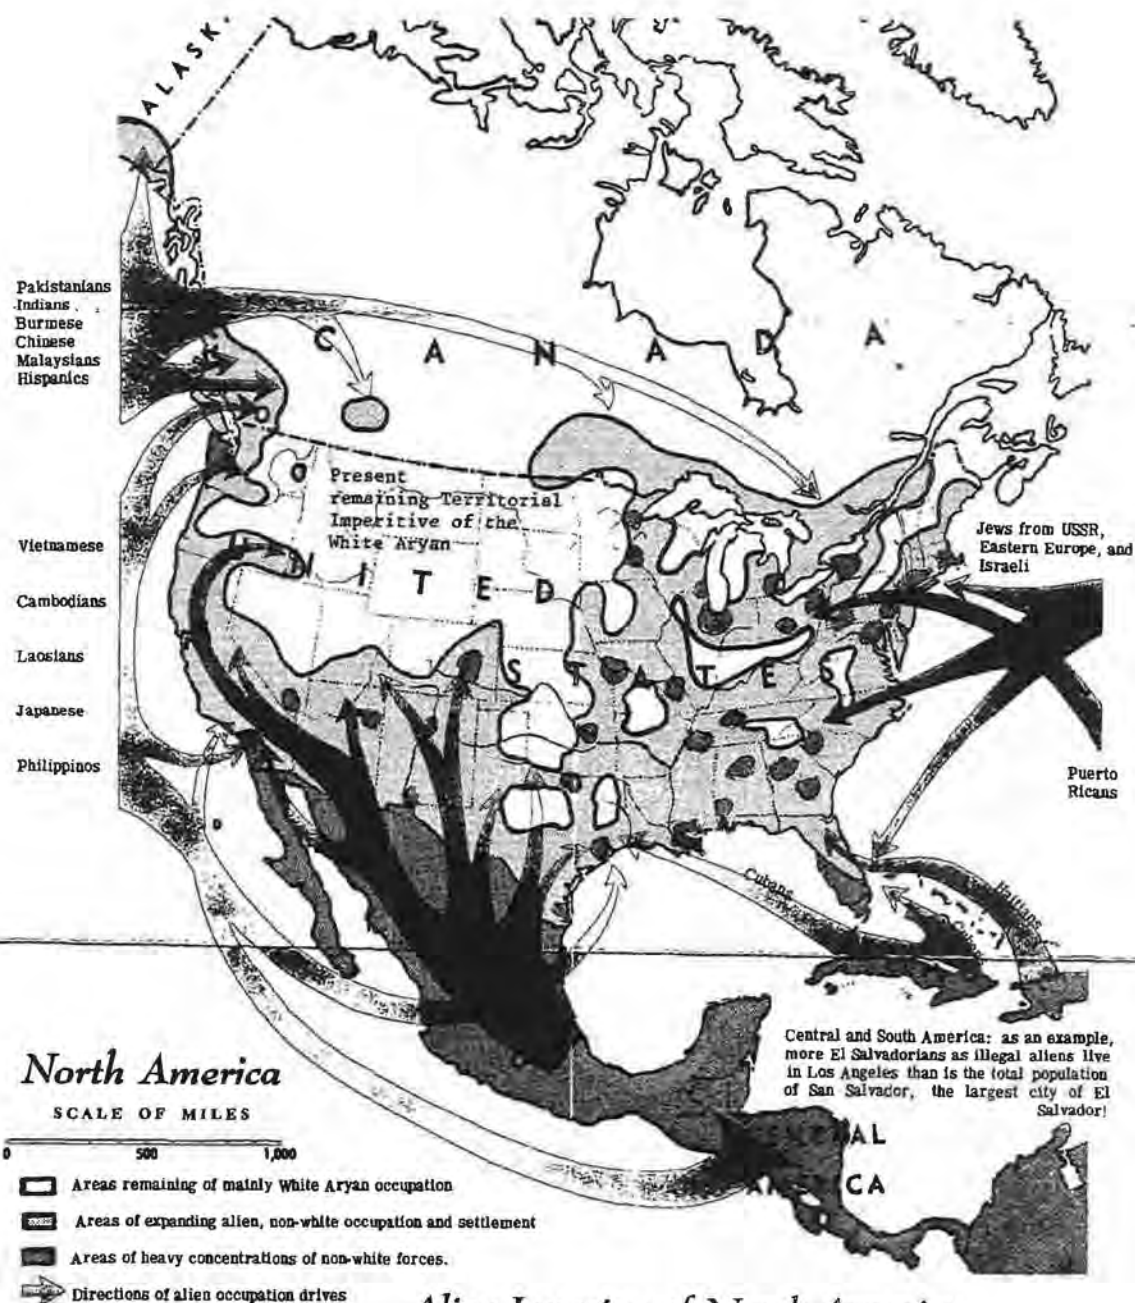 ALASK
Pakistanians
Indians
Burmese
Chinese
Malaysians
Hispanics
C A N A D A
Present
remaining Territorial
Imperitive of the
White Aryan
U N I T E D
Jews from USSR,
Eastern Europe, and
Israeli
Vietnamese
Cambodians
Laosians
Japanese
Philippinos
S T A T E S
Puerto
Ricans
Cubans
Haitians
Central and South America: as an example,
more El Salvadorians as illegal aliens live
in Los Angeles than is the total population
of San Salvador, the largest city of El
Salvador!
North America
SCALE OF MILES
0 500 1,000
Areas remaining of mainly White Aryan occupation
Areas of expanding alien, non-white occupation and settlement
Areas of heavy concentrations of non-white forces.
Directions of alien occupation drives